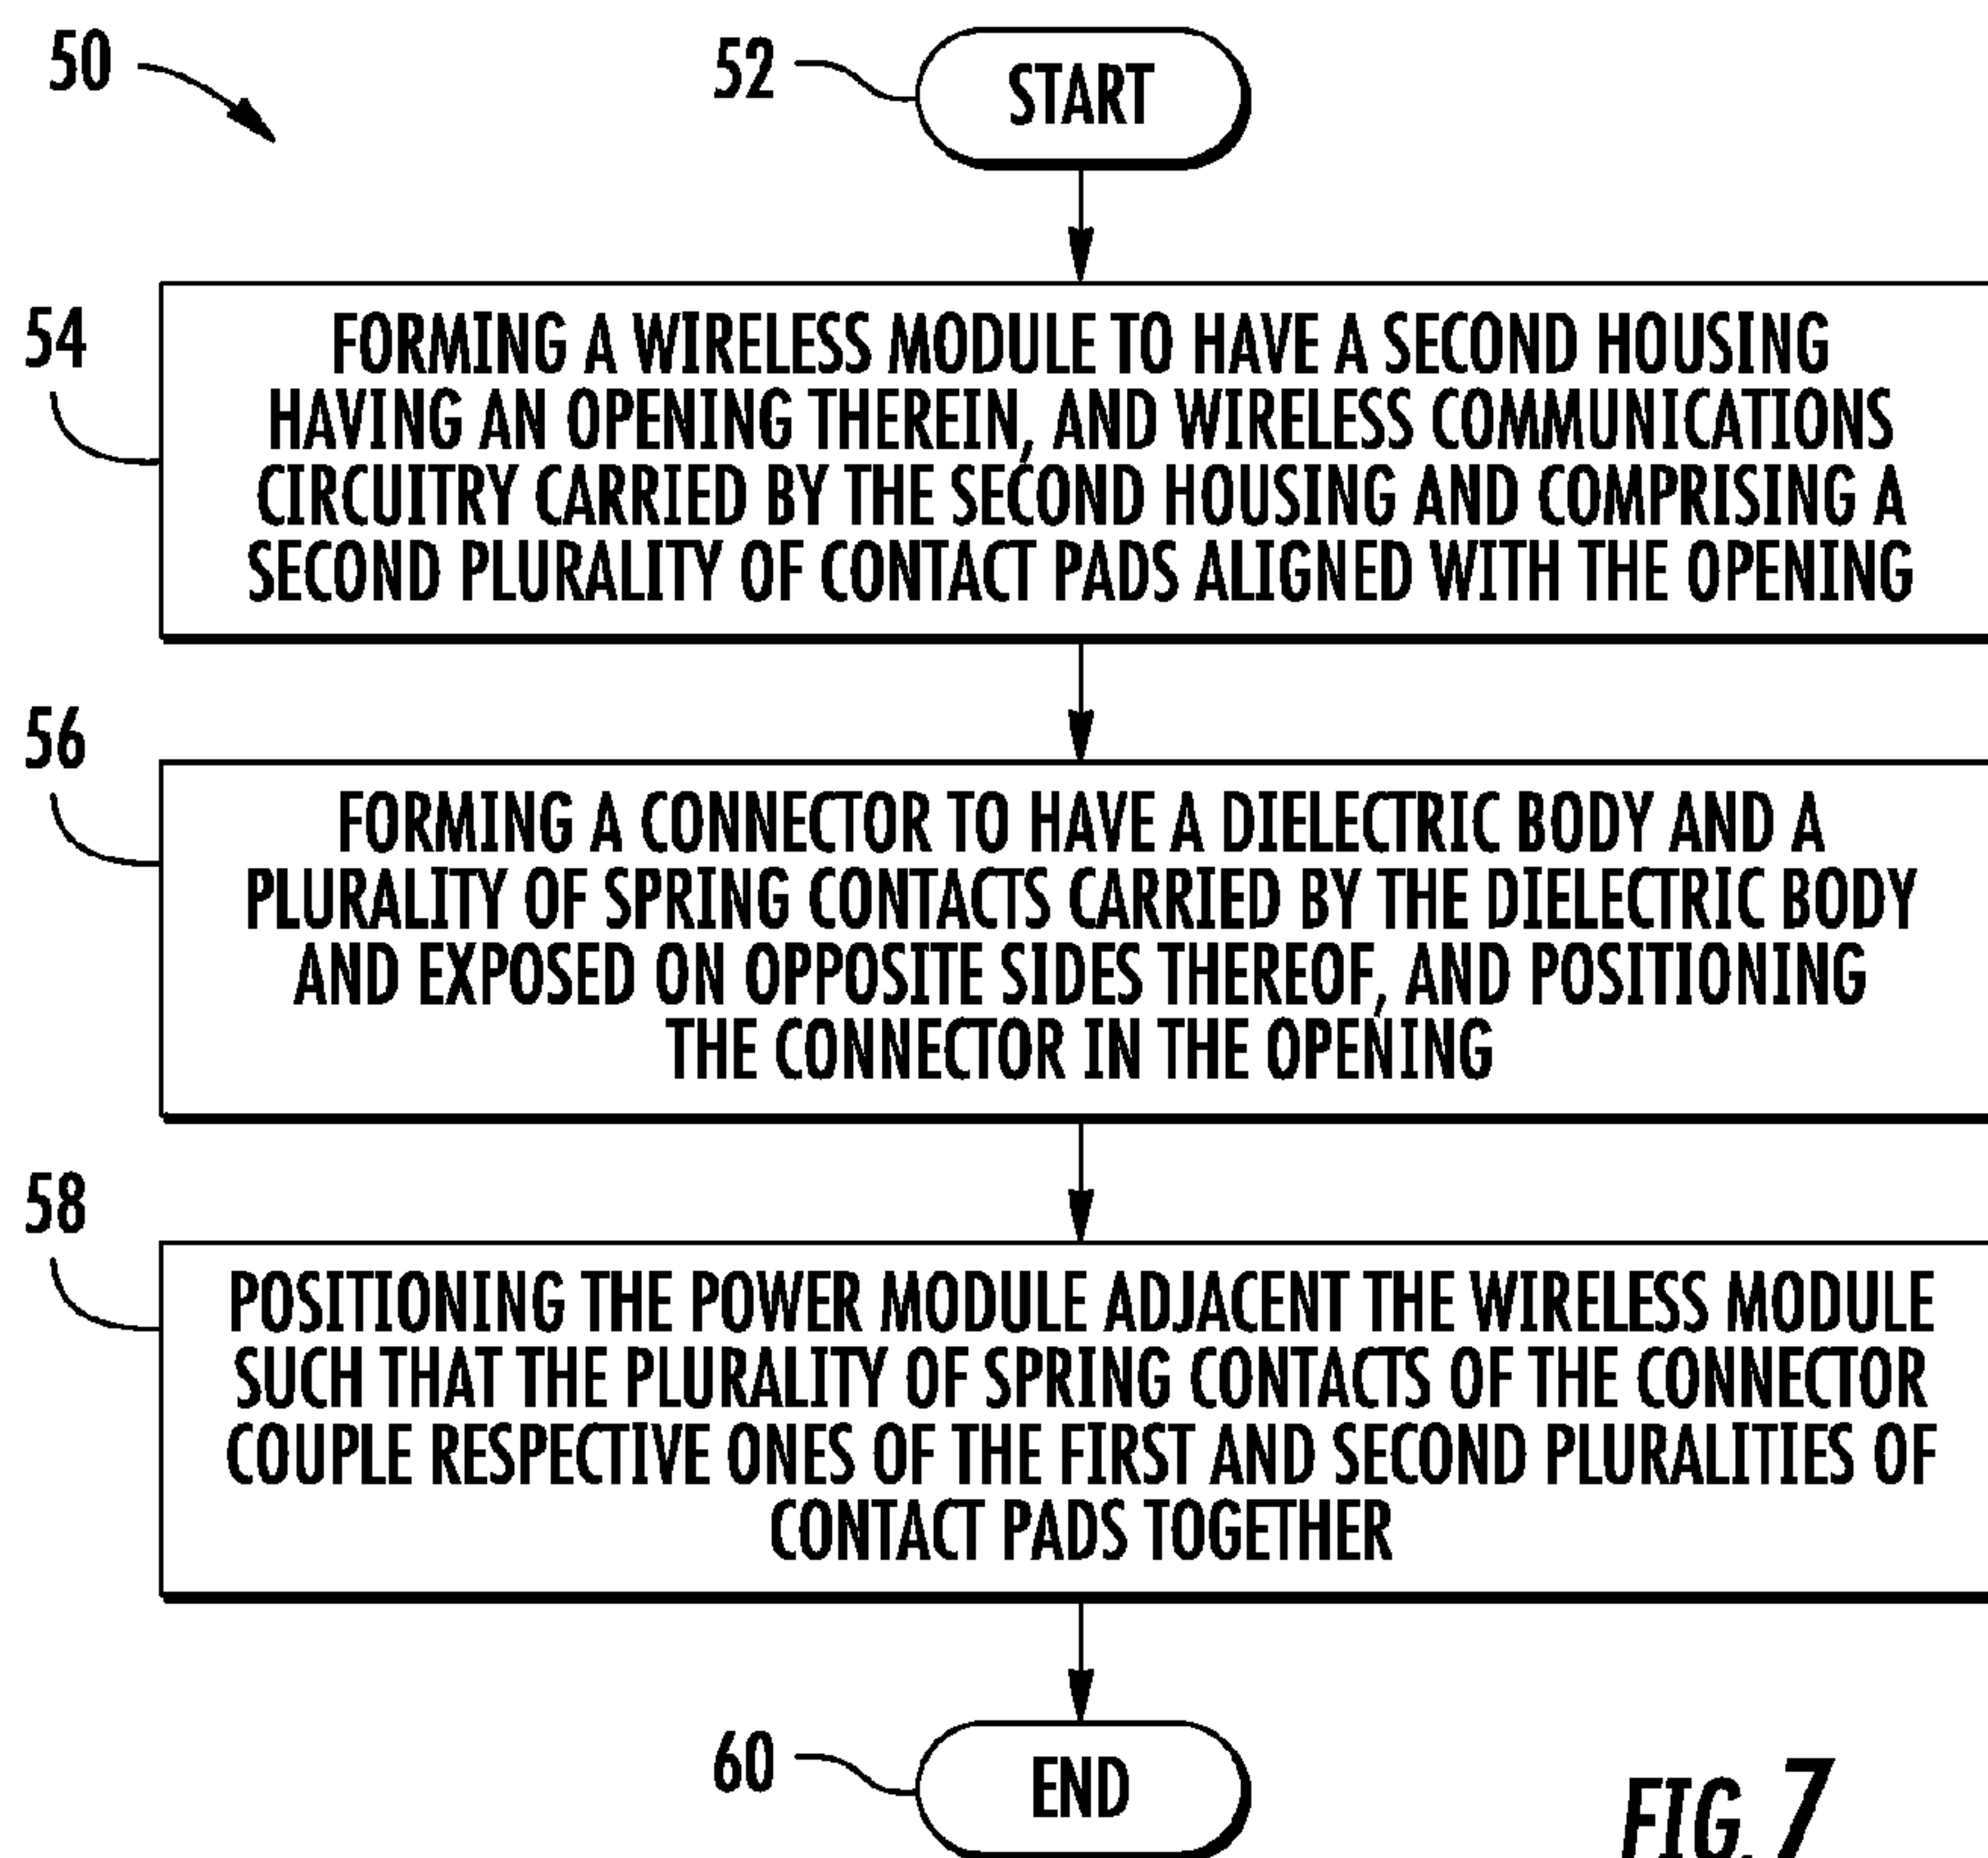 50
52
START
54
FORMING A WIRELESS MODULE TO HAVE A SECOND HOUSING
HAVING AN OPENING THEREIN, AND WIRELESS COMMUNICATIONS
CIRCUITRY CARRIED BY THE SECOND HOUSING AND COMPRISING A
SECOND PLURALITY OF CONTACT PADS ALIGNED WITH THE OPENING
56
FORMING A CONNECTOR TO HAVE A DIELECTRIC BODY AND A
PLURALITY OF SPRING CONTACTS CARRIED BY THE DIELECTRIC BODY
AND EXPOSED ON OPPOSITE SIDES THEREOF, AND POSITIONING
THE CONNECTOR IN THE OPENING
58
POSITIONING THE POWER MODULE ADJACENT THE WIRELESS MODULE
SUCH THAT THE PLURALITY OF SPRING CONTACTS OF THE CONNECTOR
COUPLE RESPECTIVE ONES OF THE FIRST AND SECOND PLURALITIES OF
CONTACT PADS TOGETHER
60
END
FIG. 7